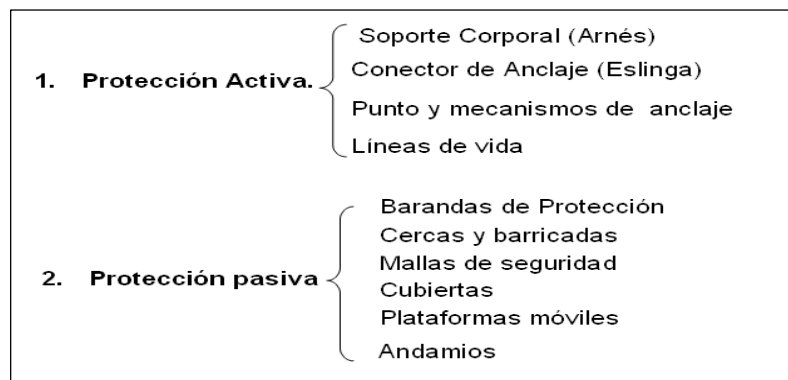 Soporte Corporal (Arnés)
1. Protección Activa.
Conector de Anclaje (Eslinga)
Punto y mecanismos de anclaje
Líneas de vida
Barandas de Protección
Cercas y barricadas
Mallas de seguridad
2. Protección pasiva
Cubiertas
Plataformas móviles
Andamios